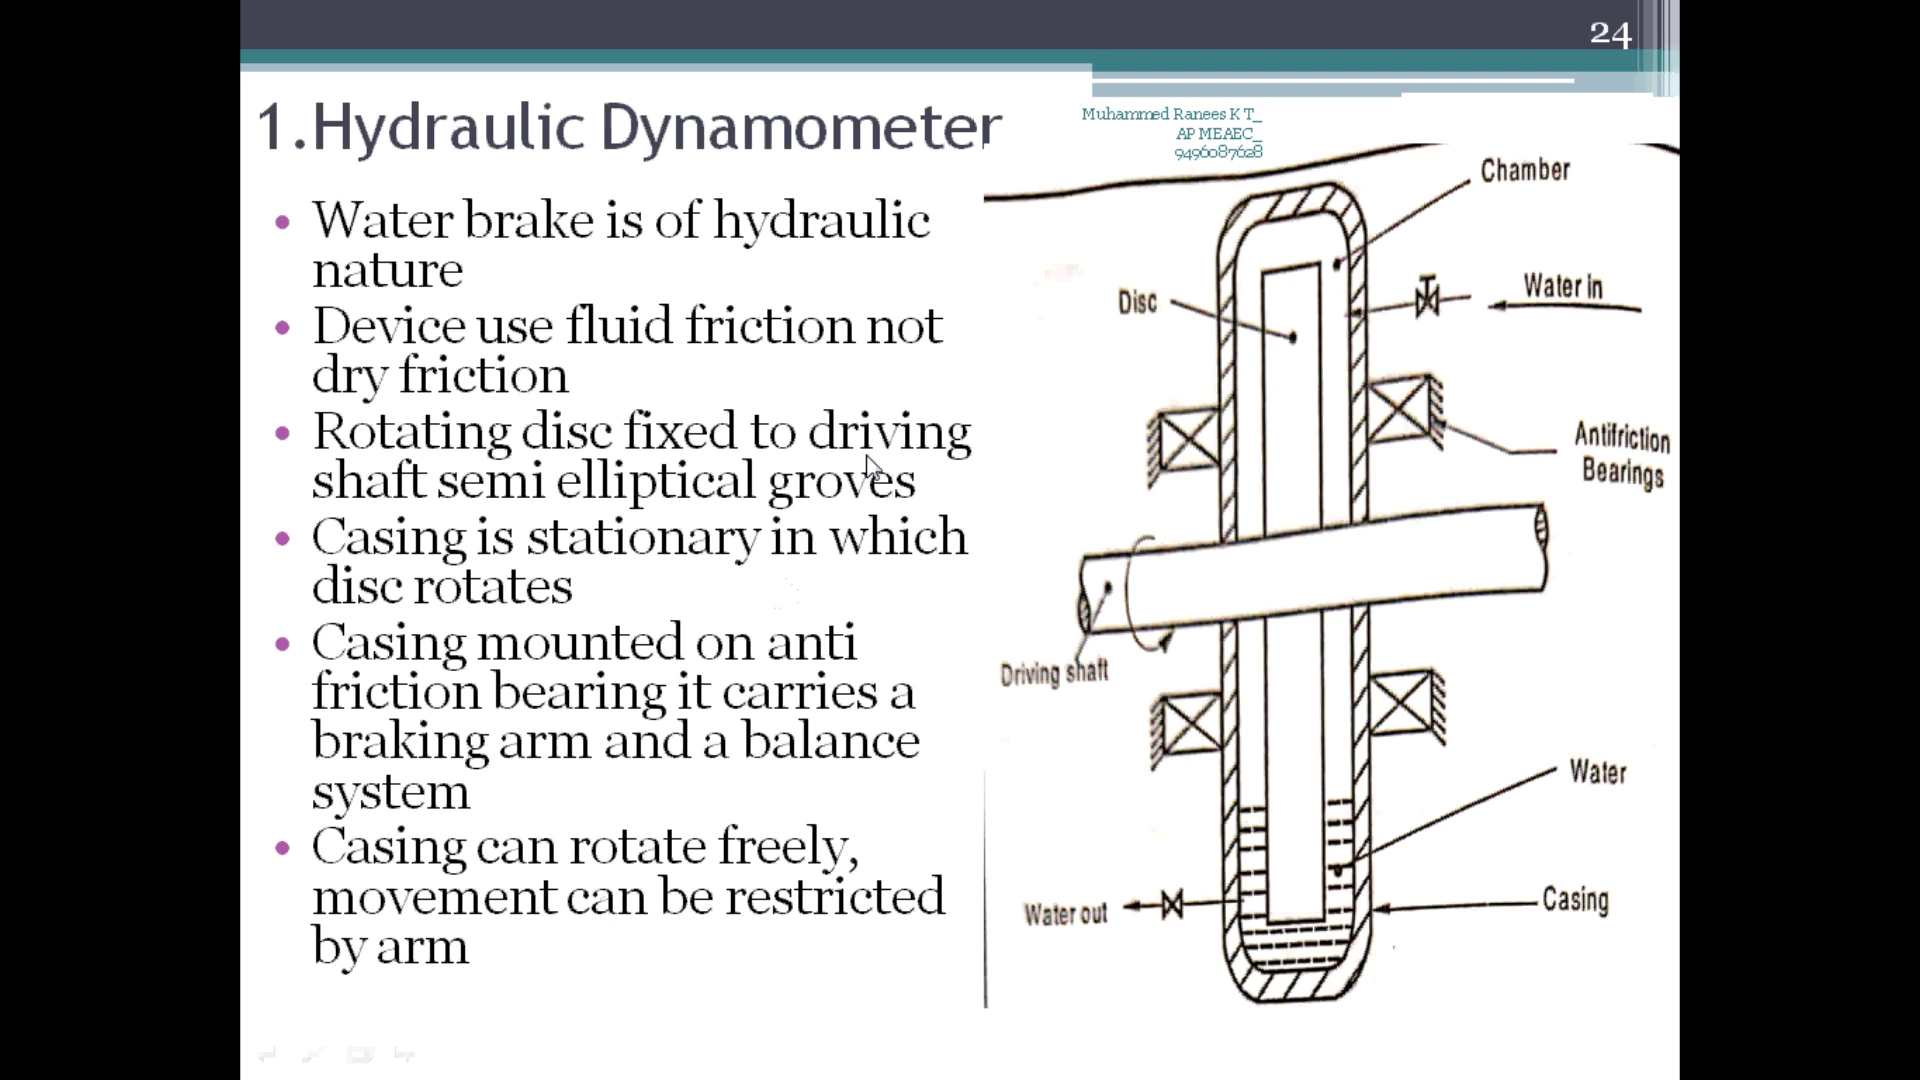 24
1.Hydraulic Dynamometer
Muhammed Ranees K T_
AP MEAEC_
9496087628
• Water brake is of hydraulic
nature
• Device use fluid friction not
dry friction
• Rotating disc fixed to driving
shaft semi elliptical groves
• Casing is stationary in which
disc rotates
• Casing mounted on anti
friction bearing it carries a
braking arm and a balance
system
• Casing can rotate freely,
movement can be restricted
by arm
Chamber
Disc
Water in
Antifriction
Bearings
Driving shaft
Water
Water out
Casing